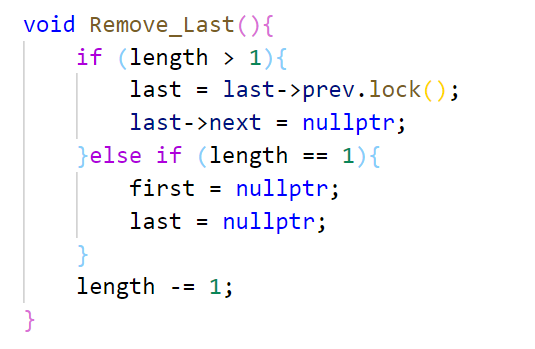 void Remove_Last(){
    if (length > 1){
        last = last->prev.lock();
        last->next = nullptr;
    }else if (length == 1){
        first = nullptr;
        last = nullptr;
    }
    length -= 1;
}